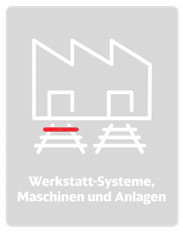 Werkstatt-Systeme,
Maschinen und Anlagen